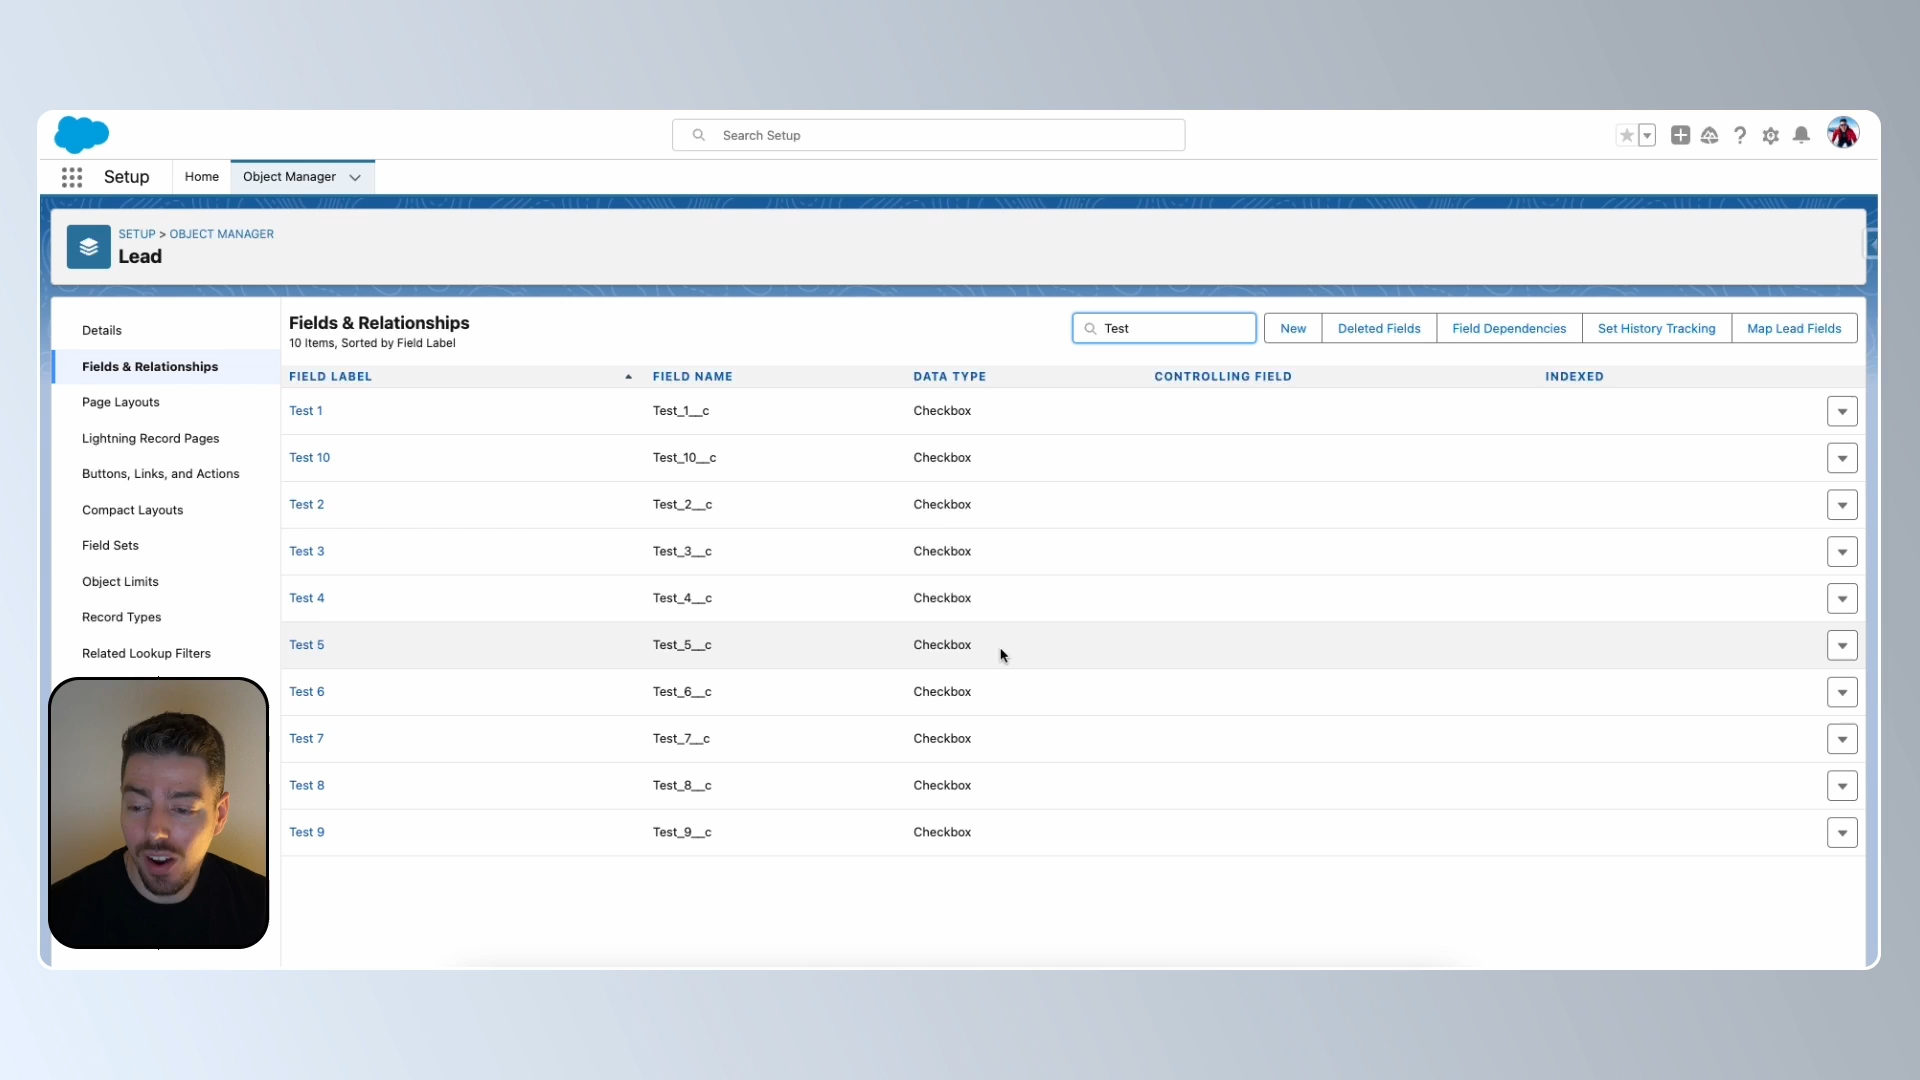 Search Setup
Setup
Home
Object Manager
SETUP > OBJECT MANAGER
Lead
Details
Fields & Relationships
Page Layouts
Lightning Record Pages
Buttons, Links, and Actions
Compact Layouts
Field Sets
Object Limits
Record Types
Related Lookup Filters
Fields & Relationships
10 Items, Sorted by Field Label
Test
New
Deleted Fields
Field Dependencies
Set History Tracking
Map Lead Fields
FIELD LABEL FIELD NAME DATA TYPE CONTROLLING FIELD INDEXED
Test 1 Test_1__c Checkbox
Test 10 Test_10__c Checkbox
Test 2 Test_2__c Checkbox
Test 3 Test_3__c Checkbox
Test 4 Test_4__c Checkbox
Test 5 Test_5__c Checkbox
Test 6 Test_6__c Checkbox
Test 7 Test_7__c Checkbox
Test 8 Test_8__c Checkbox
Test 9 Test_9__c Checkbox